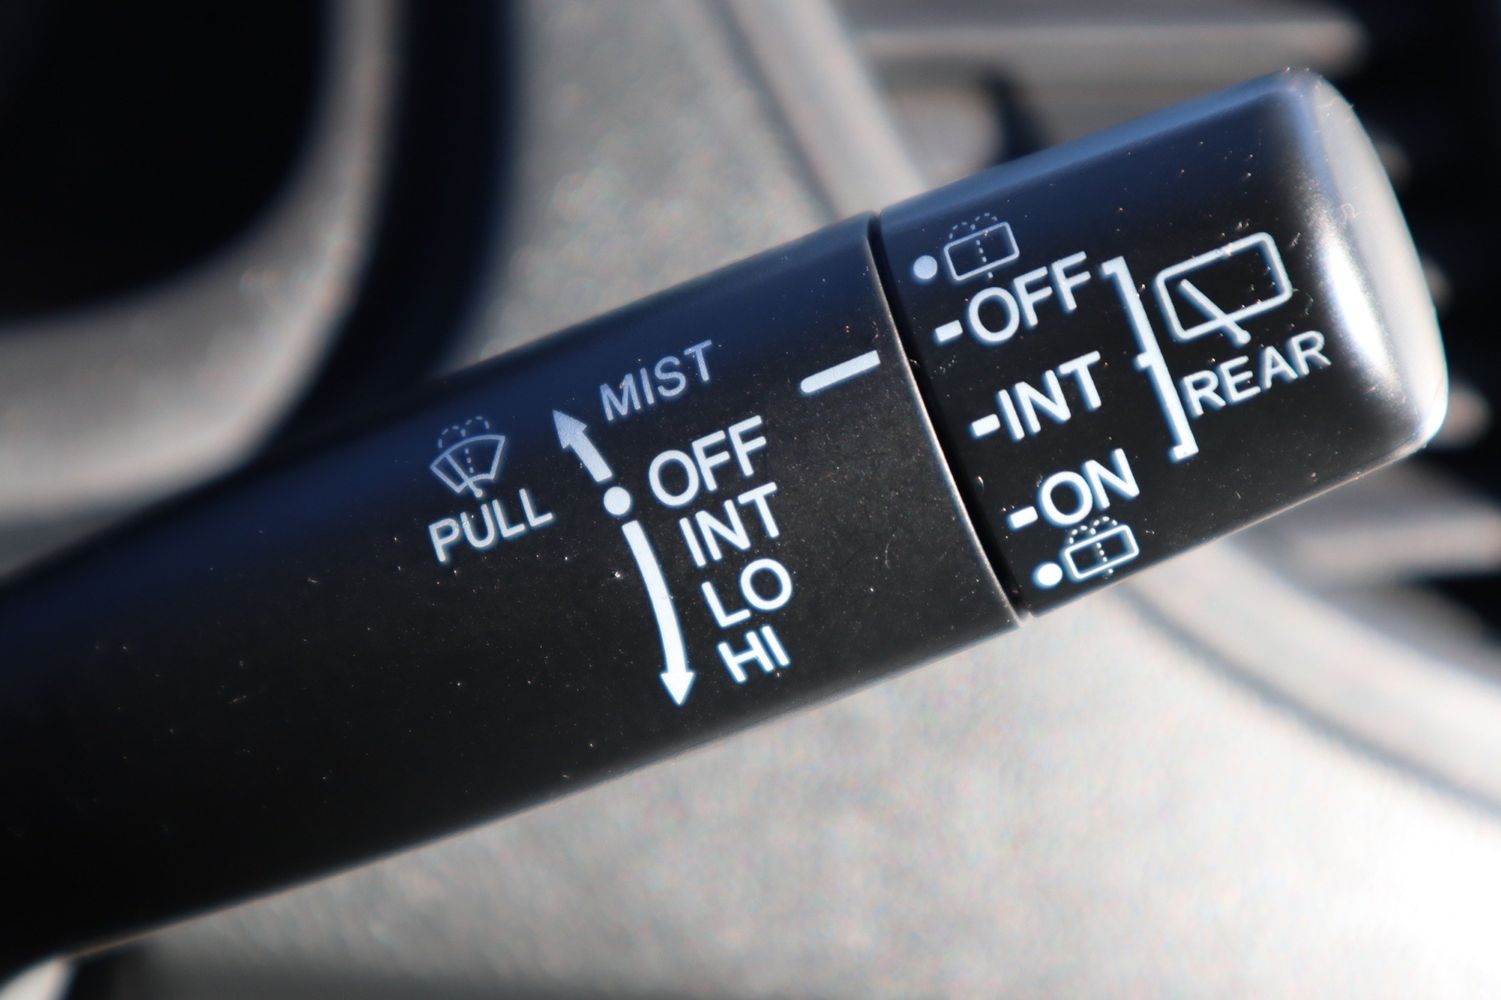 MIST
OFF
INT
LO
HI
PULL
-OFF
-INT
-ON
REAR